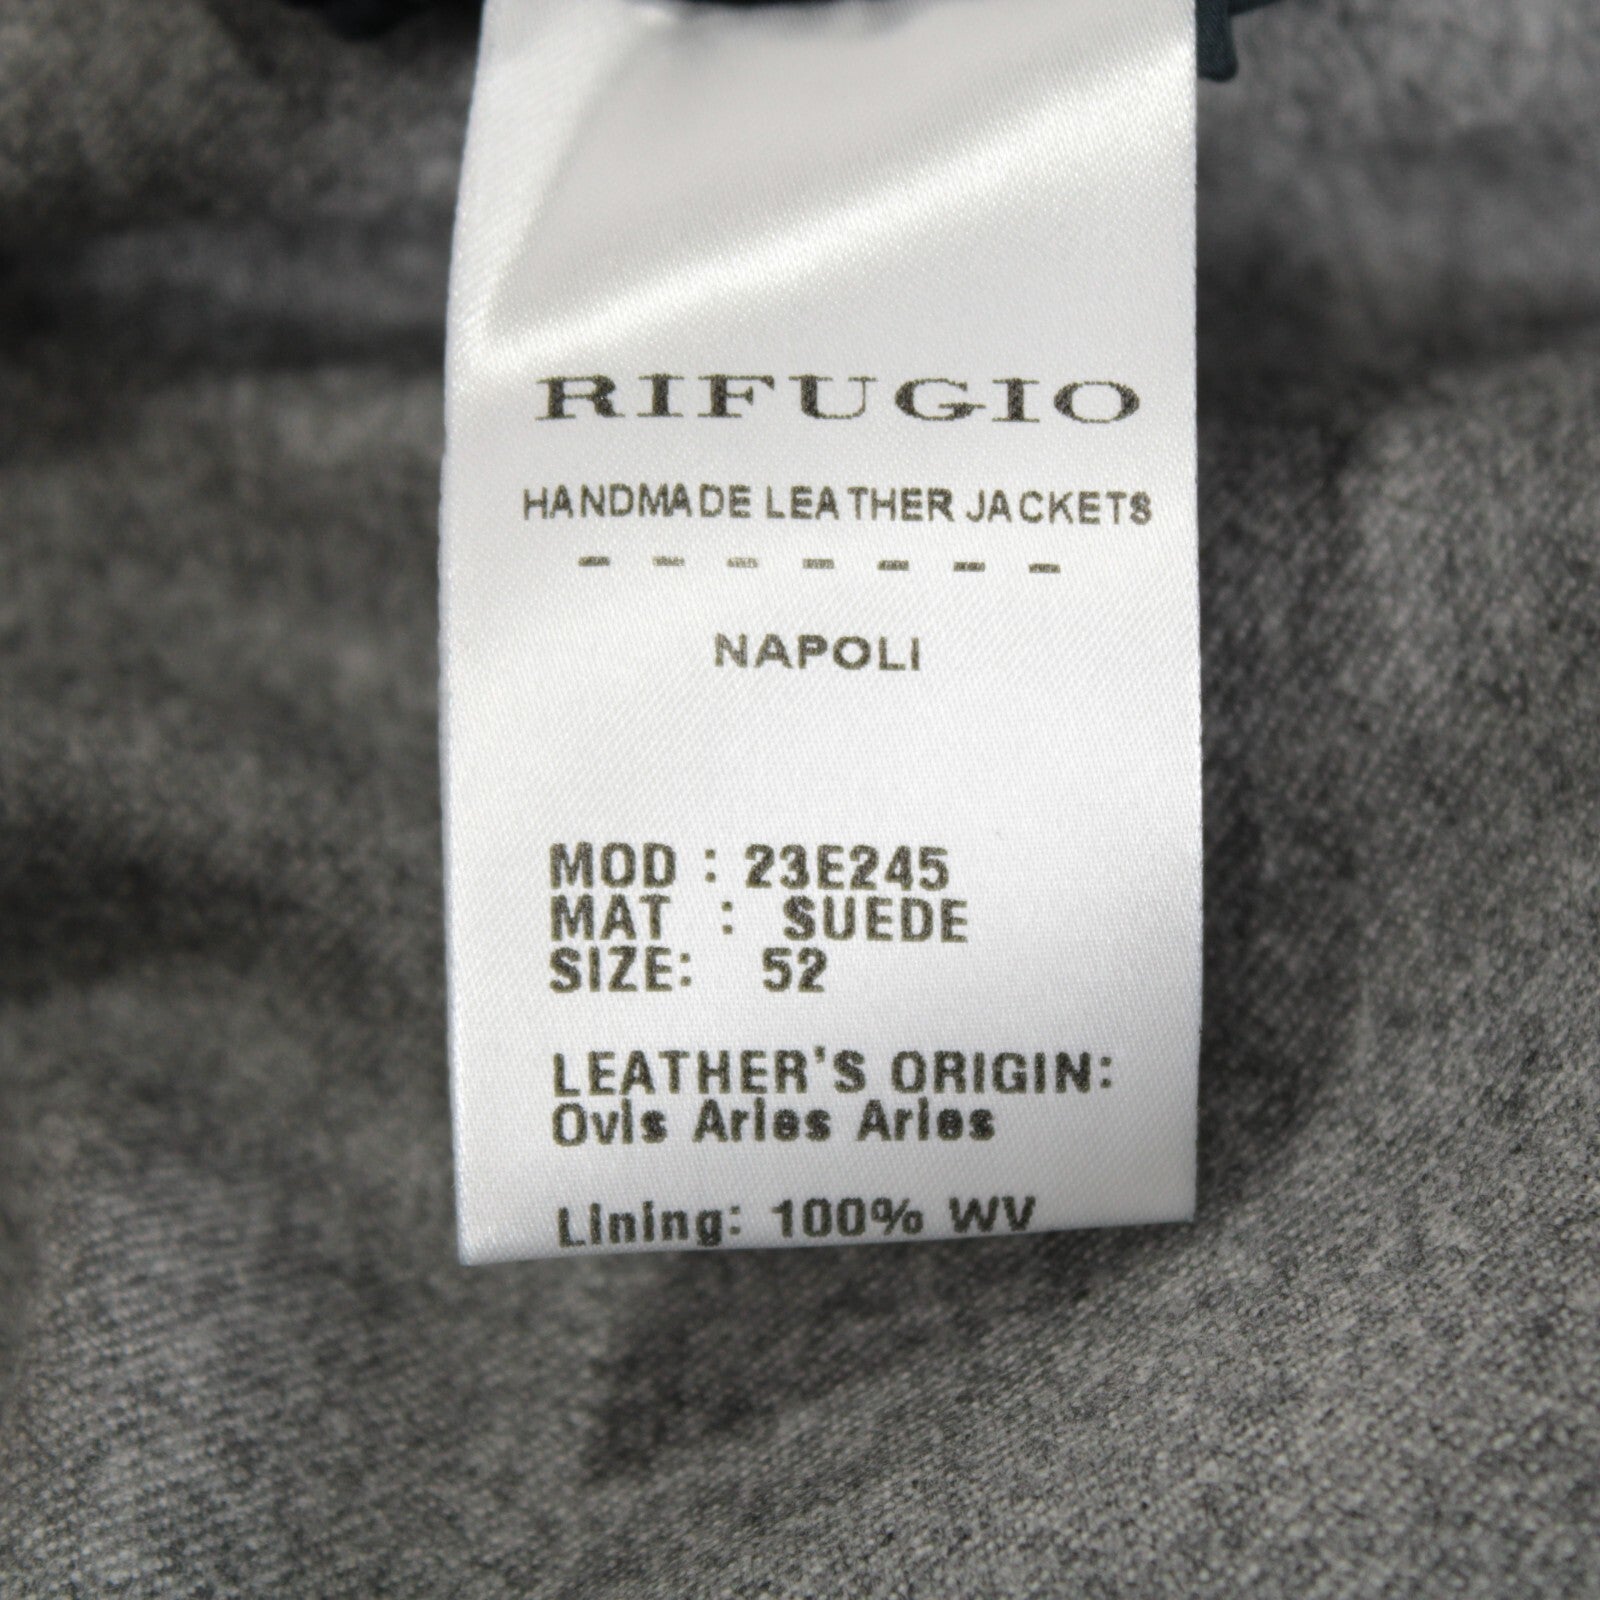 RIFUGIO
HANDMADE LEATHER JACKETS
- - - - - - -
NAPOLI
MOD : 23E245
MAT : SUEDE
SIZE: 52
LEATHER'S ORIGIN:
Ovis Aries Aries
Lining: 100% WV